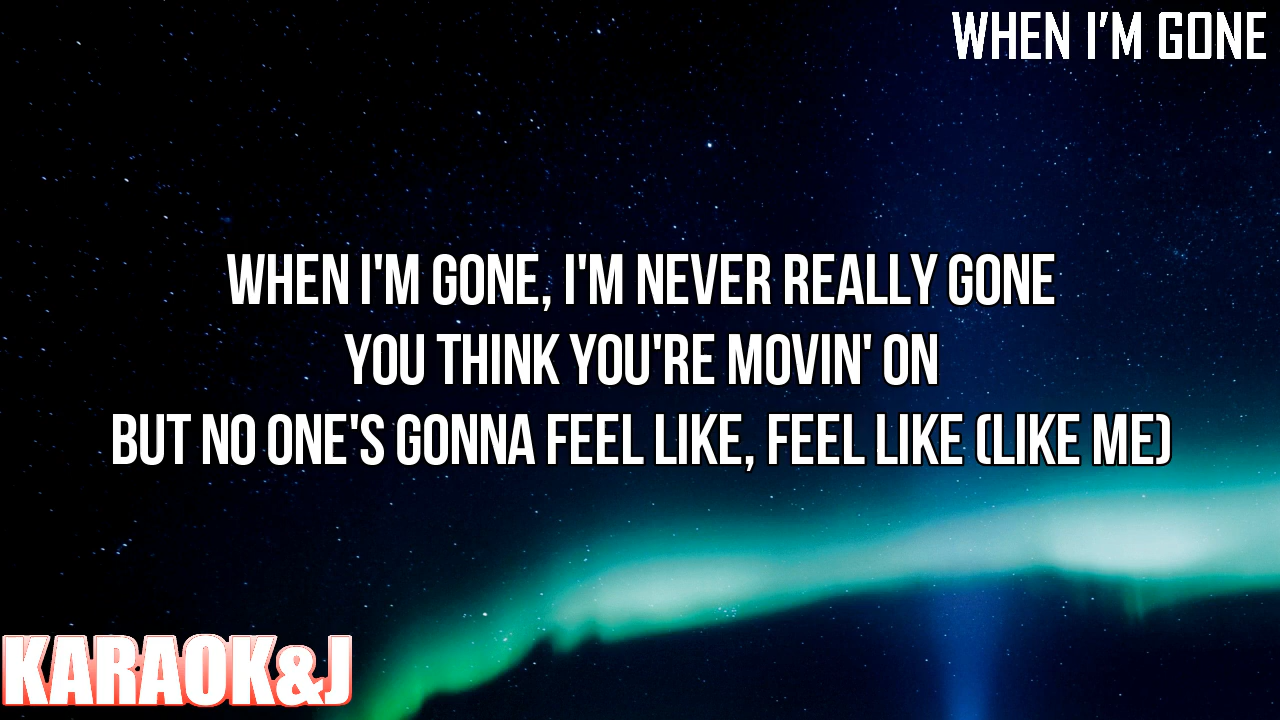 WHEN I'M GONE
WHEN I'M GONE, I'M NEVER REALLY GONE
YOU THINK YOU'RE MOVIN' ON
BUT NO ONE'S GONNA FEEL LIKE, FEEL LIKE (LIKE ME)
KARAOK&J